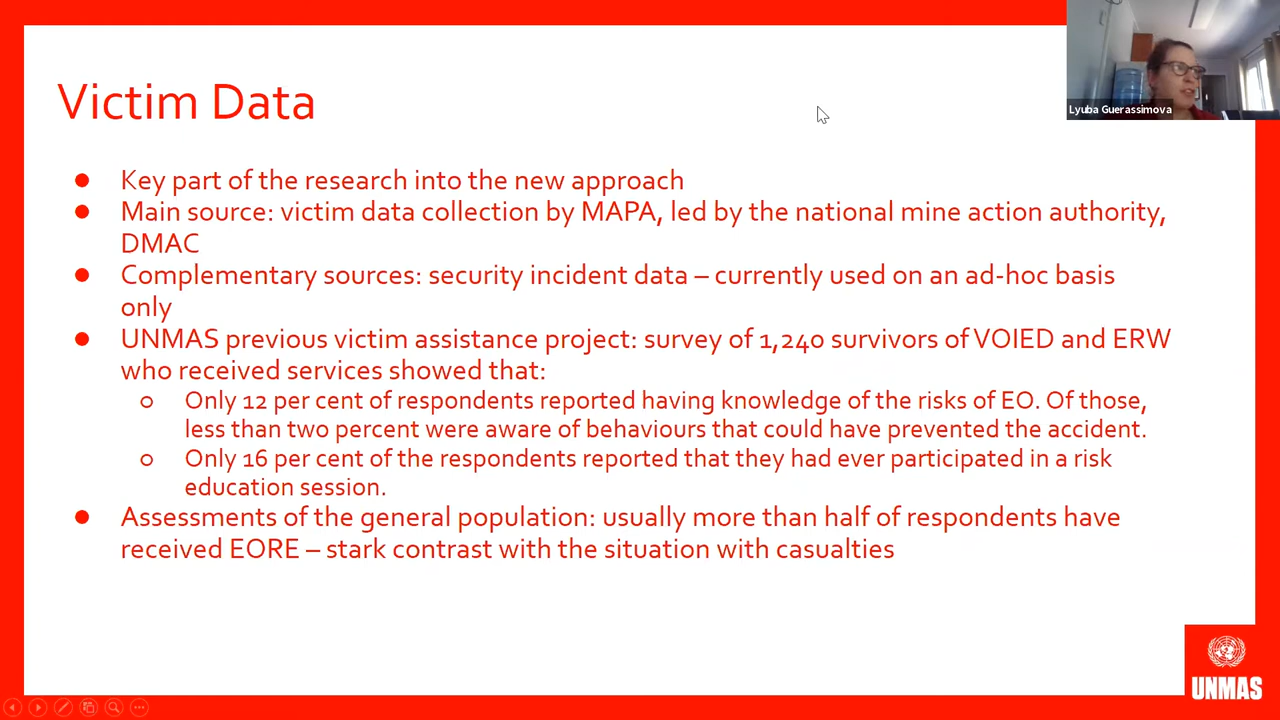 Victim Data
Lyuba Guerassimova
● Key part of the research into the new approach
● Main source: victim data collection by MAPA, led by the national mine action authority,
DMAC
● Complementary sources: security incident data – currently used on an ad-hoc basis
only
● UNMAS previous victim assistance project: survey of 1,240 survivors of VOIED and ERW
who received services showed that:
○ Only 12 per cent of respondents reported having knowledge of the risks of EO. Of those,
less than two percent were aware of behaviours that could have prevented the accident.
○ Only 16 per cent of the respondents reported that they had ever participated in a risk
education session.
● Assessments of the general population: usually more than half of respondents have
received EORE – stark contrast with the situation with casualties
UNMAS